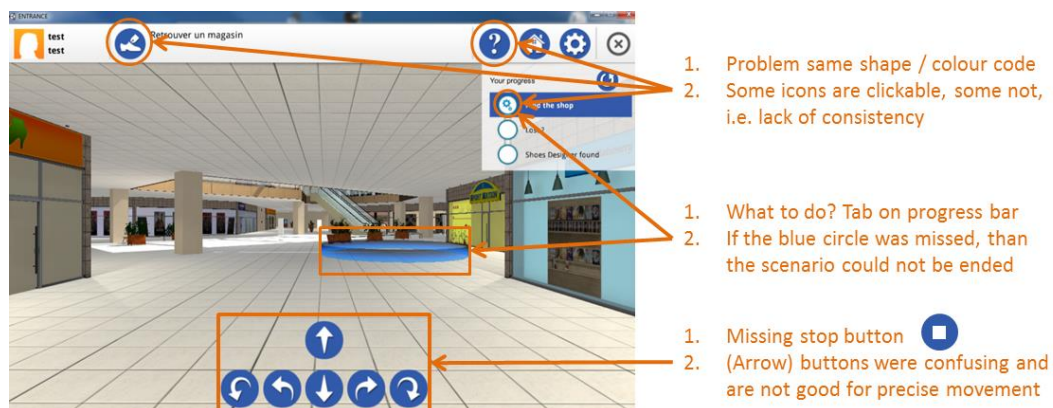 ENTRANCE
test
test
Retrouver un magasin
?
Your progress
the shop
Shoes Designer found
1. Problem same shape / colour code
2. Some icons are clickable, some not,
i.e. lack of consistency
1. What to do? Tab on progress bar
2. If the blue circle was missed, than
the scenario could not be ended
1. Missing stop button
2. (Arrow) buttons were confusing and
are not good for precise movement